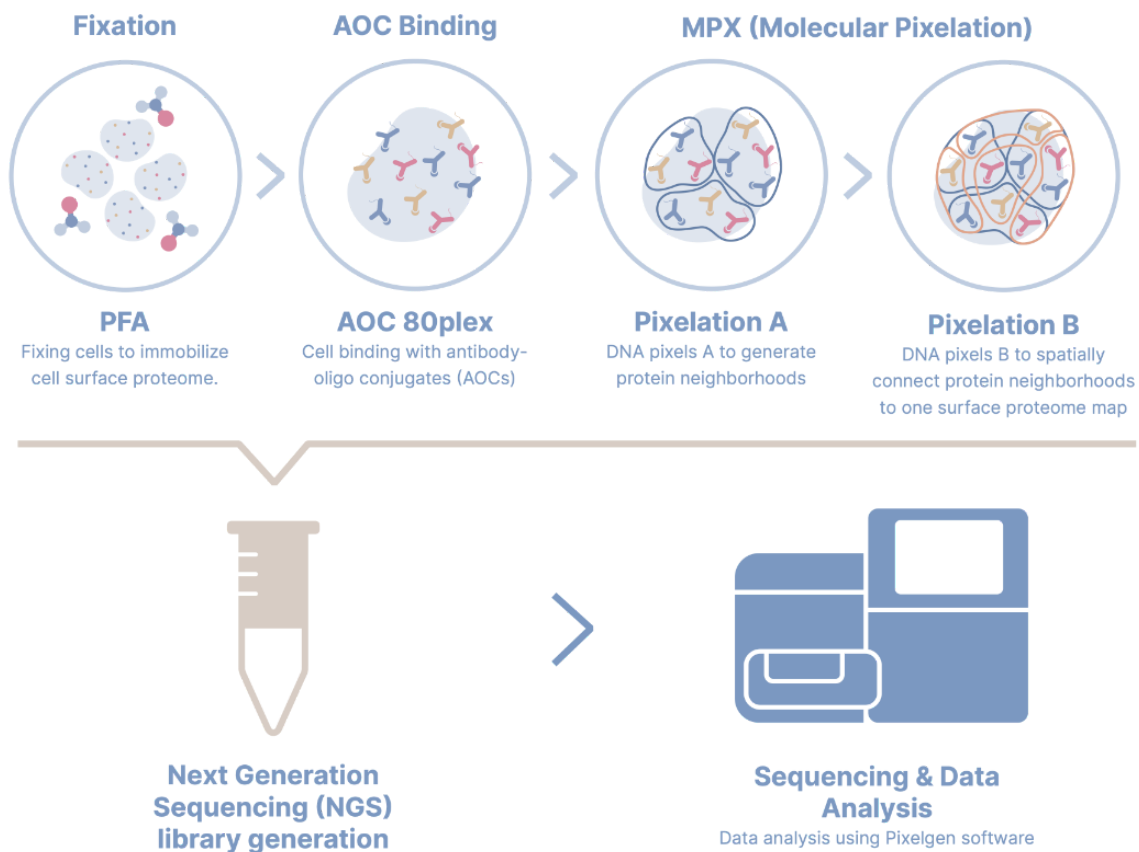 Fixation
AOC Binding
MPX (Molecular Pixelation)
PFA
Fixing cells to immobilize
cell surface proteome.
AOC 80plex
Cell binding with antibody-
oligo conjugates (AOCs)
Pixelation A
DNA pixels A to generate
protein neighborhoods
Pixelation B
DNA pixels B to spatially
connect protein neighborhoods
to one surface proteome map
Next Generation
Sequencing (NGS)
library generation
Sequencing & Data
Analysis
Data analysis using Pixelgen software